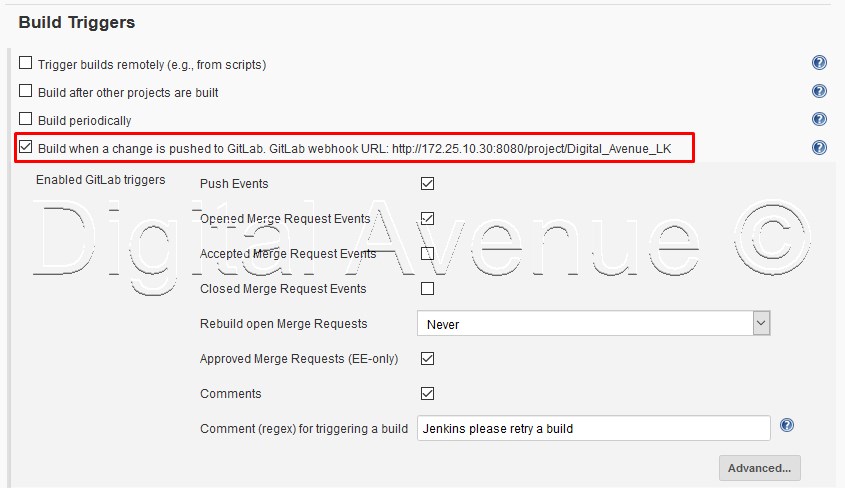 Build Triggers
Trigger builds remotely (e.g., from scripts)
Build after other projects are built
Build periodically
Build when a change is pushed to GitLab. GitLab webhook URL: http://172.25.10.30:8080/project/Digital_Avenue_LK
Enabled GitLab triggers
Push Events
Opened Merge Request Events
Digital Avenue ©
Accepted Merge Request Events
Closed Merge Request Events
Rebuild open Merge Requests Never
Approved Merge Requests (EE-only)
Comments
Comment (regex) for triggering a build Jenkins please retry a build
Advanced...